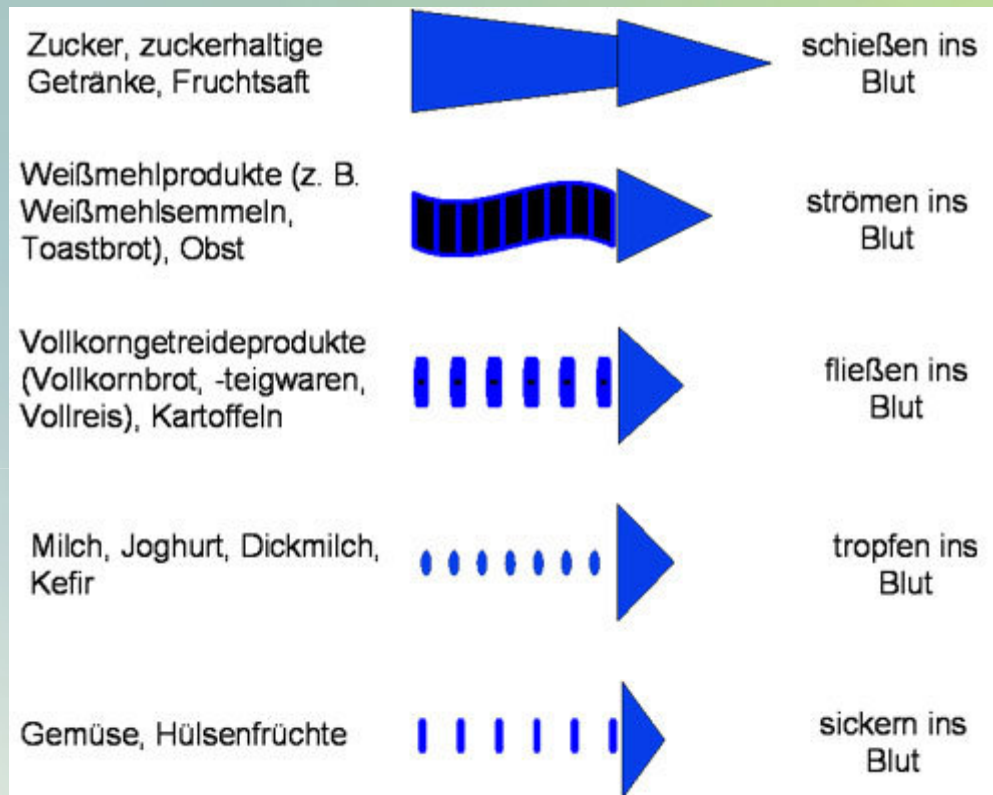 Zucker, zuckerhaltige
Getränke, Fruchtsaft
schießen ins
Blut
Weißmehlprodukte (z. B.
Weißmehlsemmeln,
Toastbrot), Obst
strömen ins
Blut
Vollkorngetreideprodukte
(Vollkornbrot, -teigwaren,
Vollreis), Kartoffeln
fließen ins
Blut
Milch, Joghurt, Dickmilch,
Kefir
tropfen ins
Blut
Gemüse, Hülsenfrüchte
sickern ins
Blut